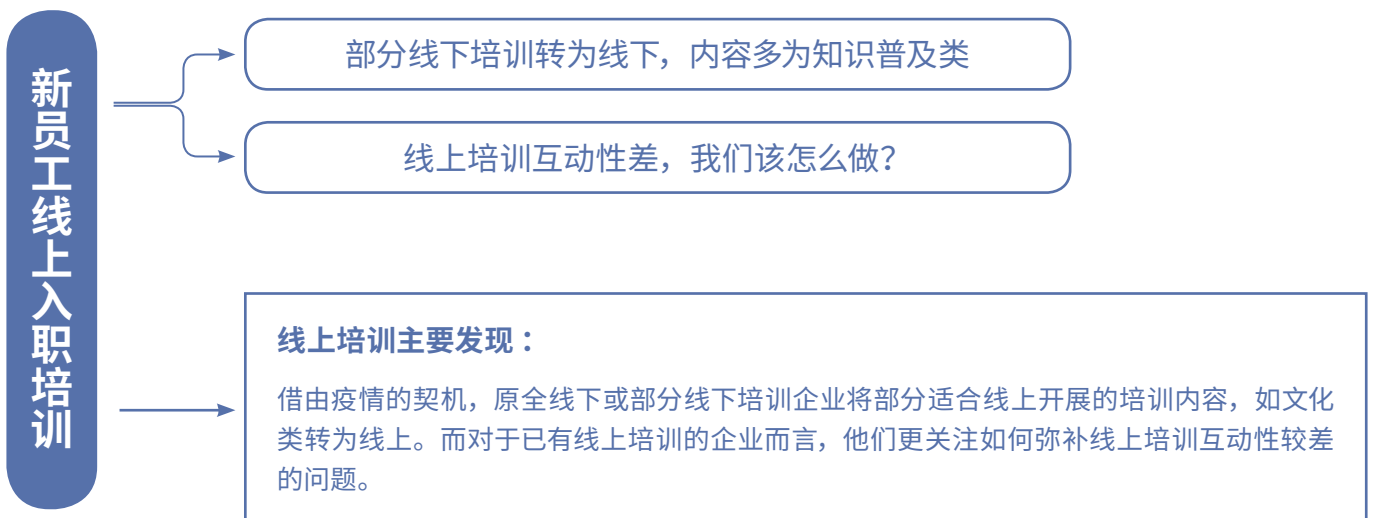 新员工线上入职培训
部分线下培训转为线下，内容多为知识普及类
线上培训互动性差，我们该怎么做？
线上培训主要发现：
借由疫情的契机，原全线下或部分线下培训企业将部分适合线上开展的培训内容，如文化
类转为线上。而对于已有线上培训的企业而言，他们更关注如何弥补线上培训互动性较差
的问题。